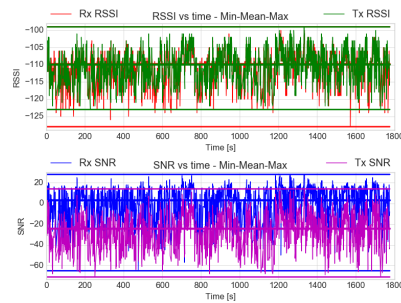 Rx RSSI
RSSI vs time - Min-Mean-Max
Tx RSSI
RSSI
−100
−105
−110
−115
−120
−125
0 200 400 600 800 1000 1200 1400 1600 1800
Time [s]
Rx SNR
SNR vs time - Min-Mean-Max
Tx SNR
SNR
20
0
−20
−40
−60
0 200 400 600 800 1000 1200 1400 1600 1800
Time [s]